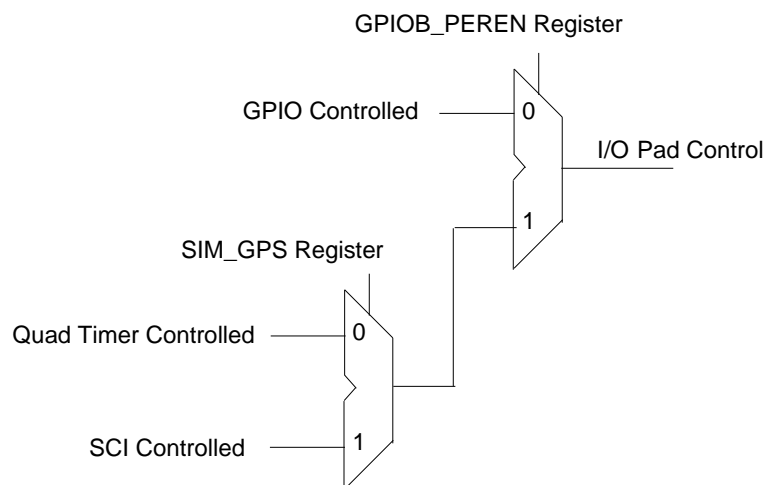 GPIOB_PEREN Register
GPIO Controlled
0
I/O Pad Control
1
SIM_GPS Register
Quad Timer Controlled
0
SCI Controlled
1